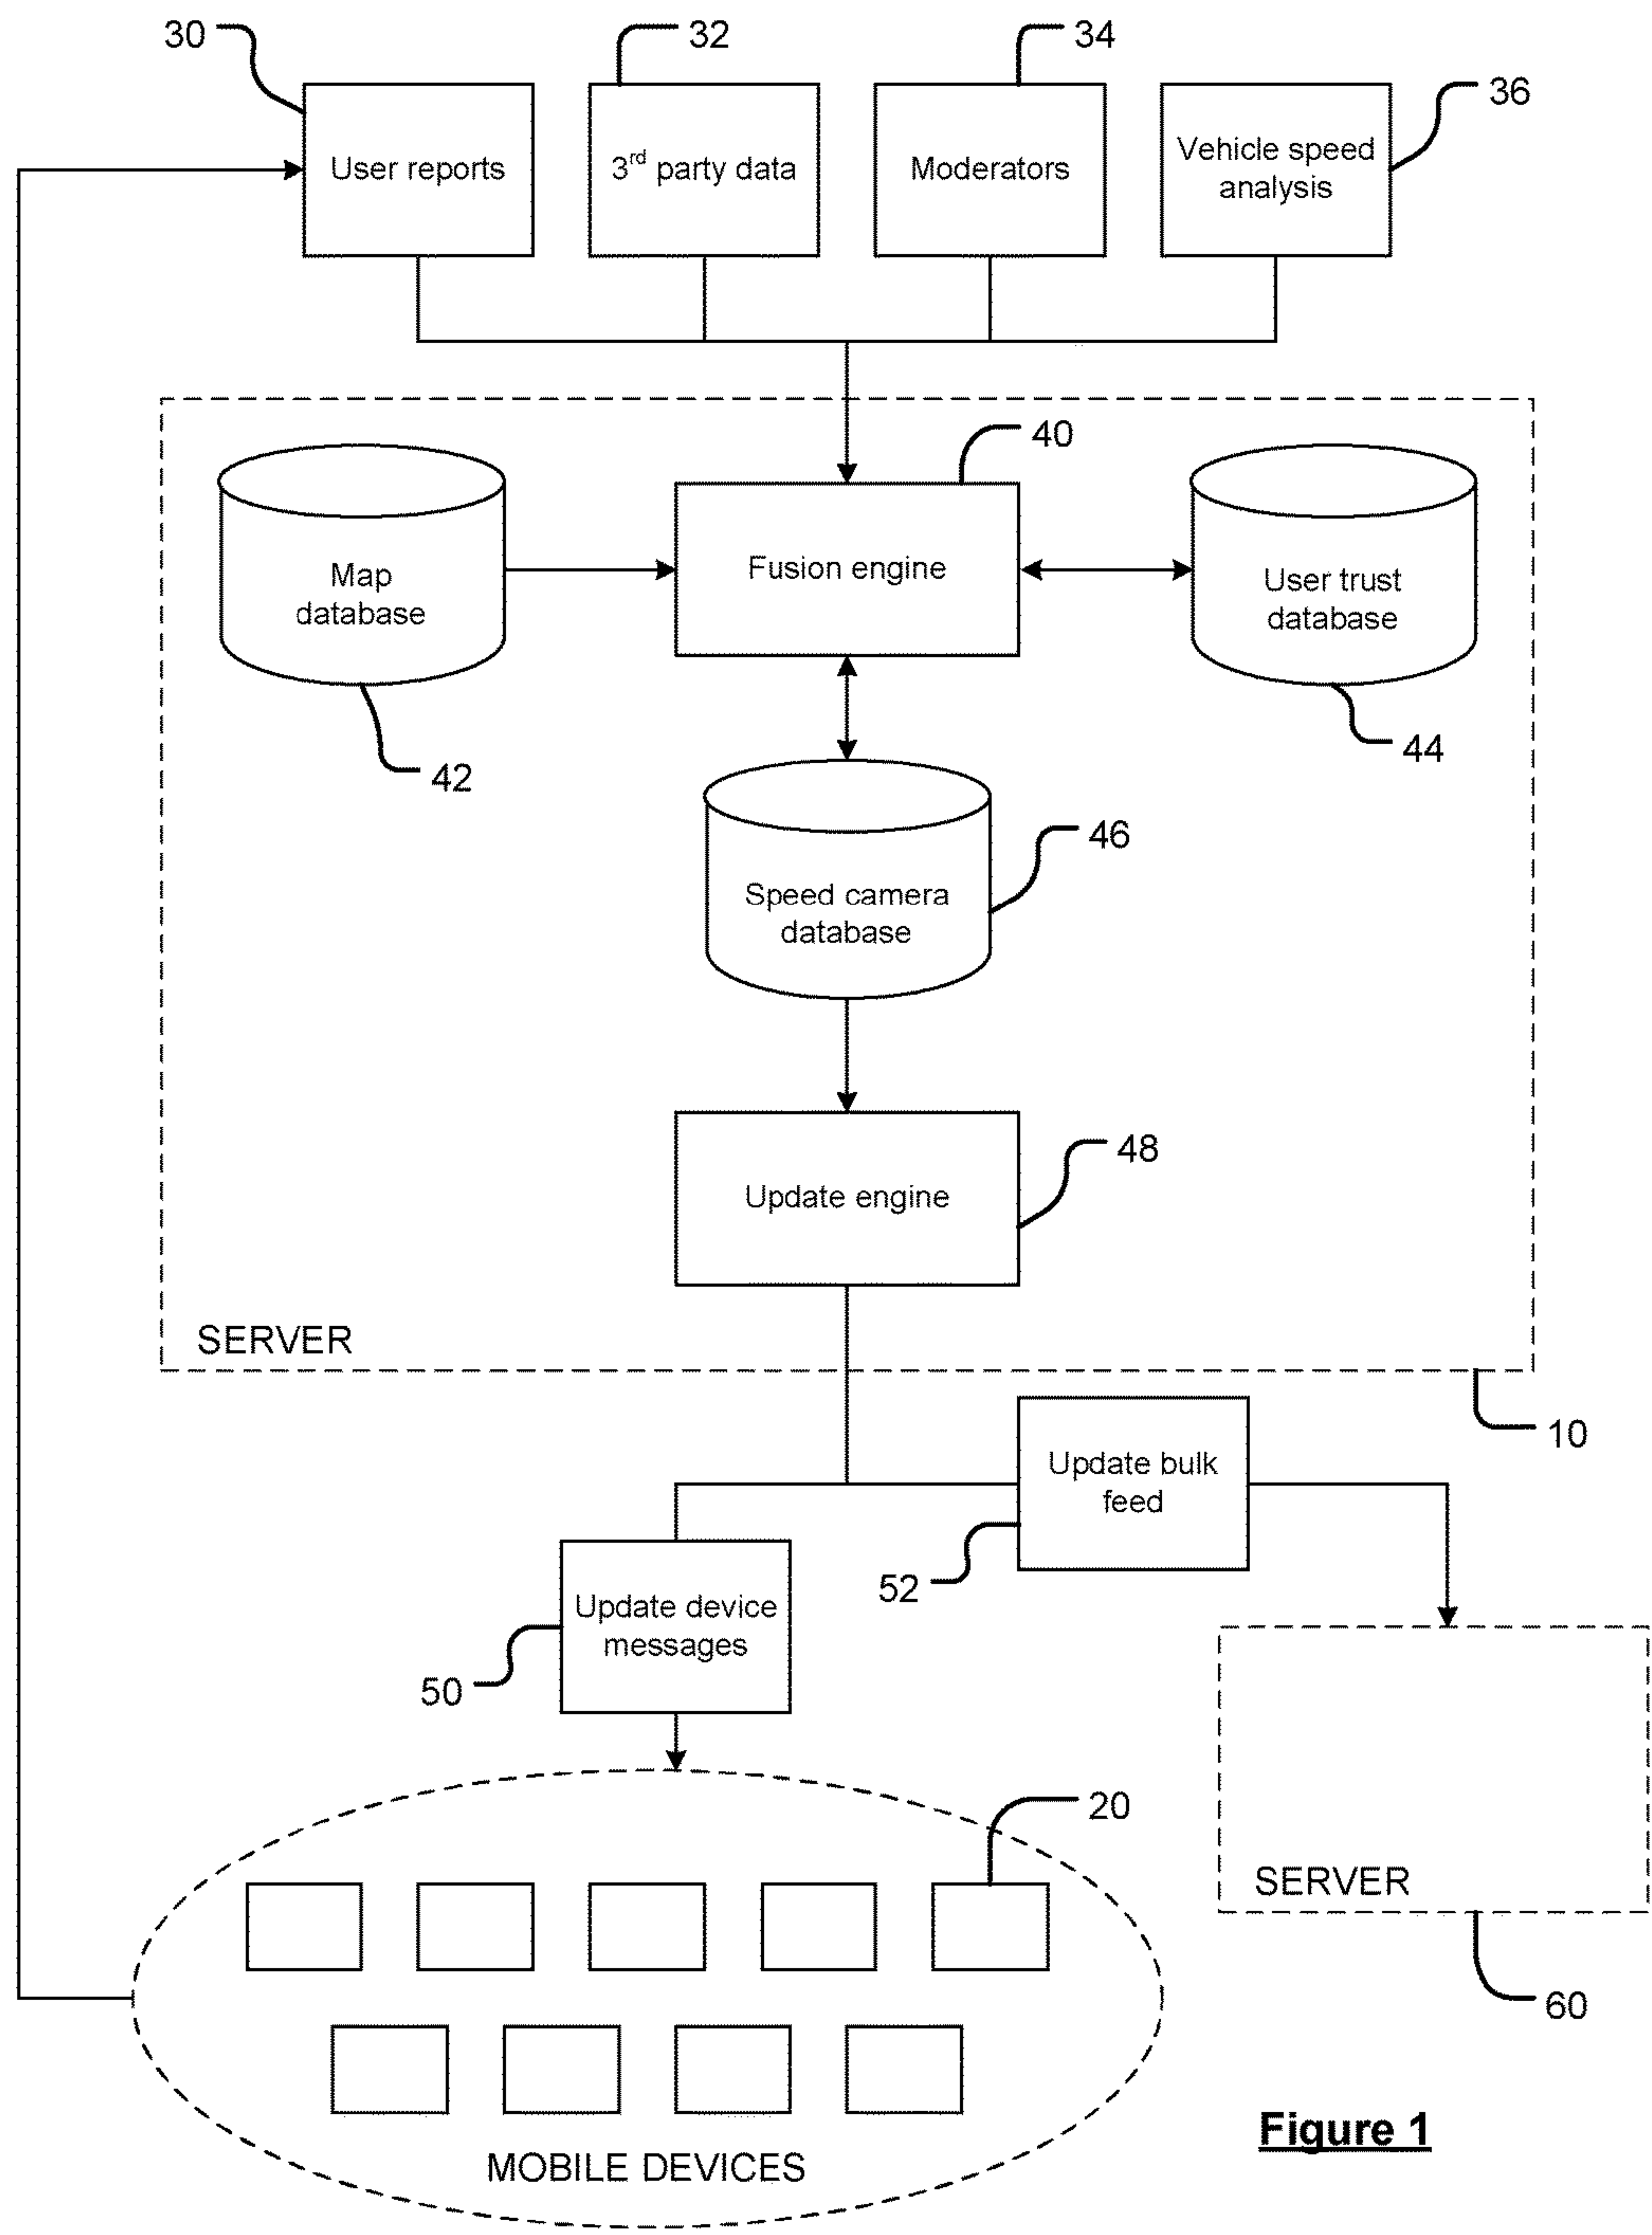 30
32
34
36
User reports
3rd party data
Moderators
Vehicle speed
analysis
40
Map
database
Fusion engine
User trust
database
42
44
46
Speed camera
database
48
Update engine
SERVER
10
Update bulk
feed
52
Update device
messages
50
20
SERVER
60
MOBILE DEVICES
Figure 1